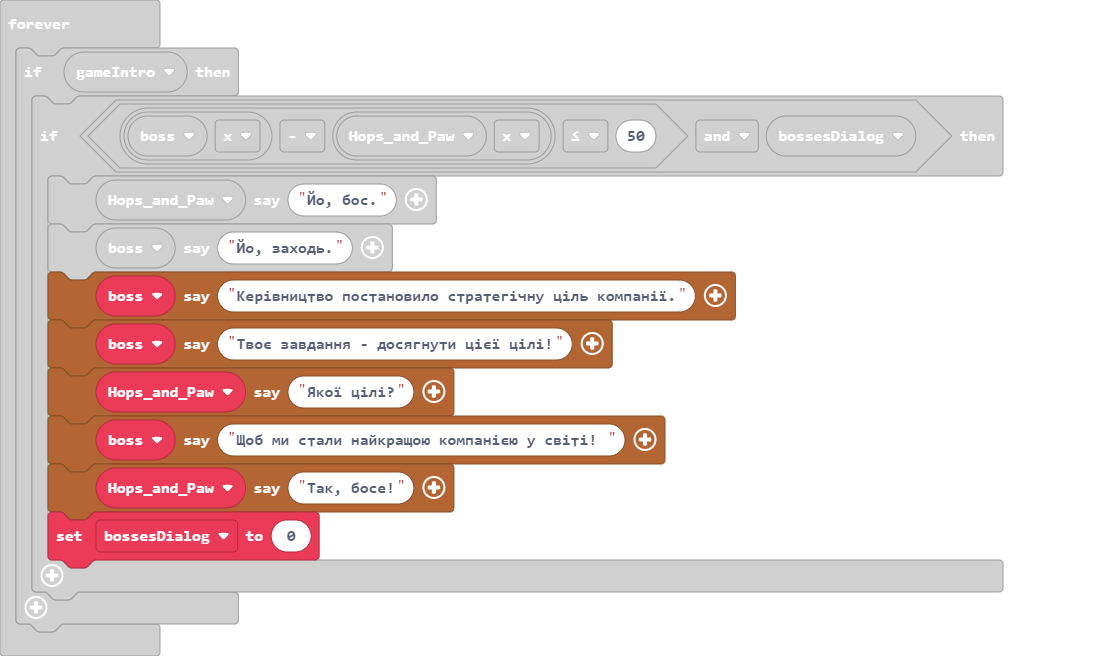 forever
if gameIntro then
if boss x - Hops_and_Paw x ≤ 50 and bossesDialog then
Hops_and_Paw say "Йо, бос."
boss say "Йо, заходь."
boss say "Керівництво постановило стратегічну ціль компанії."
boss say "Твоє завдання - досягнути цієї цілі!"
Hops_and_Paw say "Якої цілі?"
boss say "Щоб ми стали найкращою компанією у світі! "
Hops_and_Paw say "Так, босе!"
set bossesDialog to 0